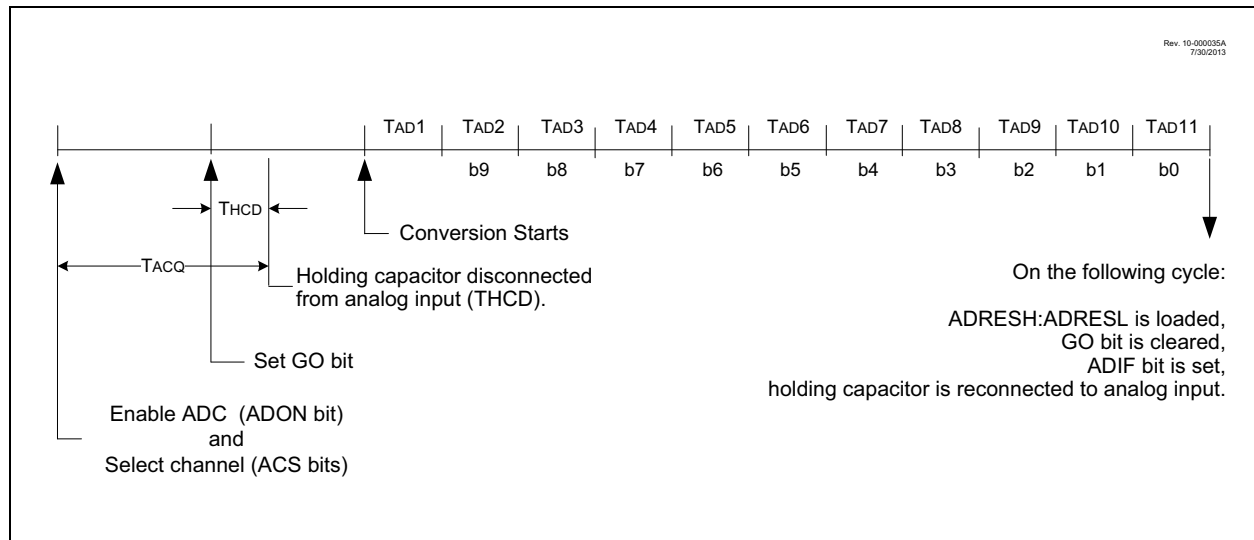 Rev. 10-000035A
7/30/2013
TAD1 TAD2 TAD3 TAD4 TAD5 TAD6 TAD7 TAD8 TAD9 TAD10 TAD11
b9 b8 b7 b6 b5 b4 b3 b2 b1 b0
THCD
Conversion Starts
TACQ
Holding capacitor disconnected
from analog input (THCD).
Set GO bit
Enable ADC (ADON bit)
and
Select channel (ACS bits)
On the following cycle:
ADRESH:ADRESL is loaded,
GO bit is cleared,
ADIF bit is set,
holding capacitor is reconnected to analog input.